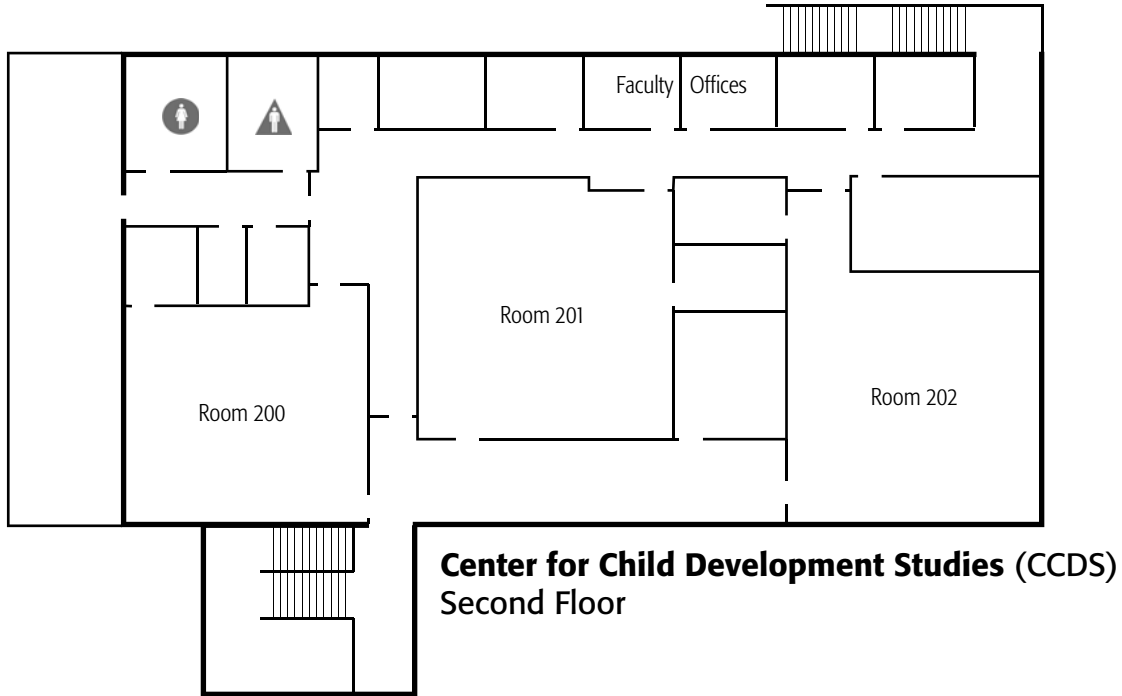 Faculty Offices
Room 201
Room 202
Room 200
Center for Child Development Studies (CCDS)
Second Floor